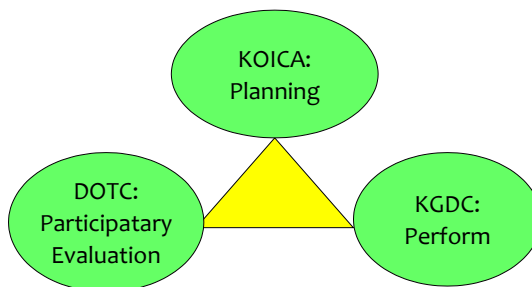 KOICA:
Planning
DOTC:
Participatary
Evaluation
KGDC:
Perform